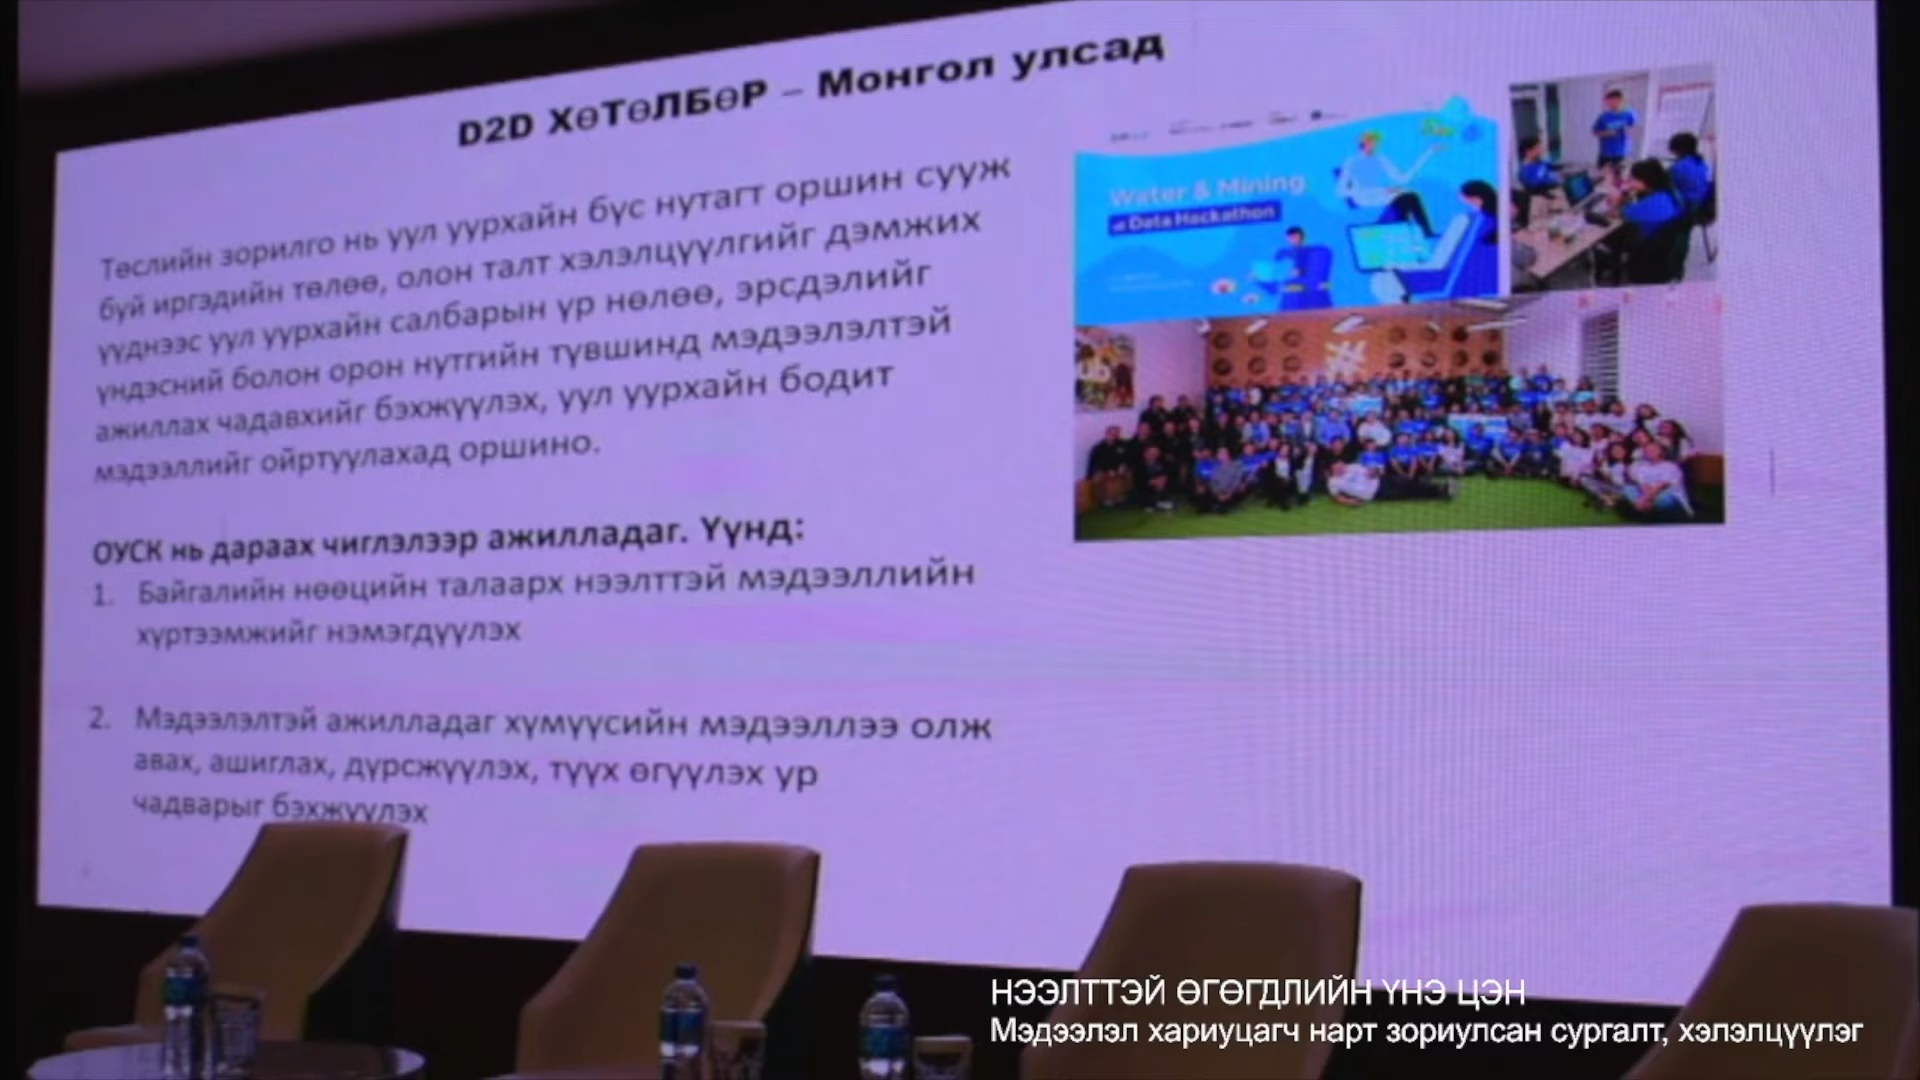 D2D ХөТөЛБөР – Монгол улсад
Төслийн зорилго нь уул уурхайн бүс нутагт оршин сууж
буй иргэдийн төлөө, олон талт хэлэлцүүлгийг дэмжих
үүднээс уул уурхайн салбарын үр нөлөө, эрсдэлийг
үндэсний болон орон нутгийн түвшинд мэдээлэлтэй
ажиллах чадавхийг бэхжүүлэх, уул уурхайн бодит
мэдээллийг ойртуулахад оршино.
Water & Mining
Data Hackathon
ОУСК нь дараах чиглэлээр ажилладаг. Үүнд:
1. Байгалийн нөөцийн талаарх нээлттэй мэдээллийн
хүртээмжийг нэмэгдүүлэх
2. Мэдээлэлтэй ажилладаг хүмүүсийн мэдээллээ олж
авах, ашиглах, дүрсжүүлэх, түүх өгүүлэх ур
чадварыг бэхжүүлэх
НЭЭЛТТЭЙ ӨГӨГДЛИЙН ҮНЭ ЦЭН
Мэдээлэл хариуцагч нарт зориулсан сургалт, хэлэлцүүлэг